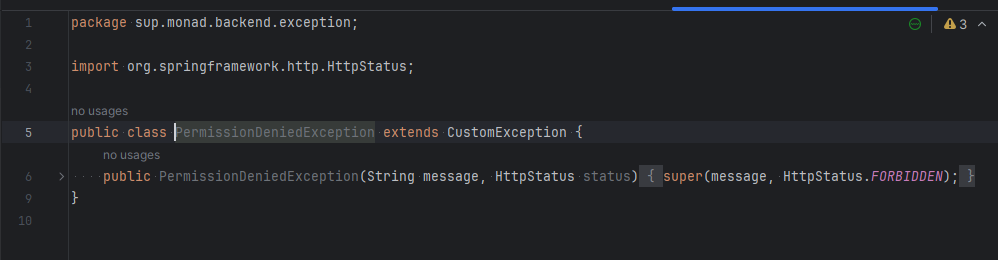 1 package sup.monad.backend.exception;
3
2
3 import org.springframework.http.HttpStatus;
4
no usages
5 public class PermissionDeniedException extends CustomException {
no usages
6 public PermissionDeniedException(String message, HttpStatus status) { super(message, HttpStatus.FORBIDDEN); }
9 }
10